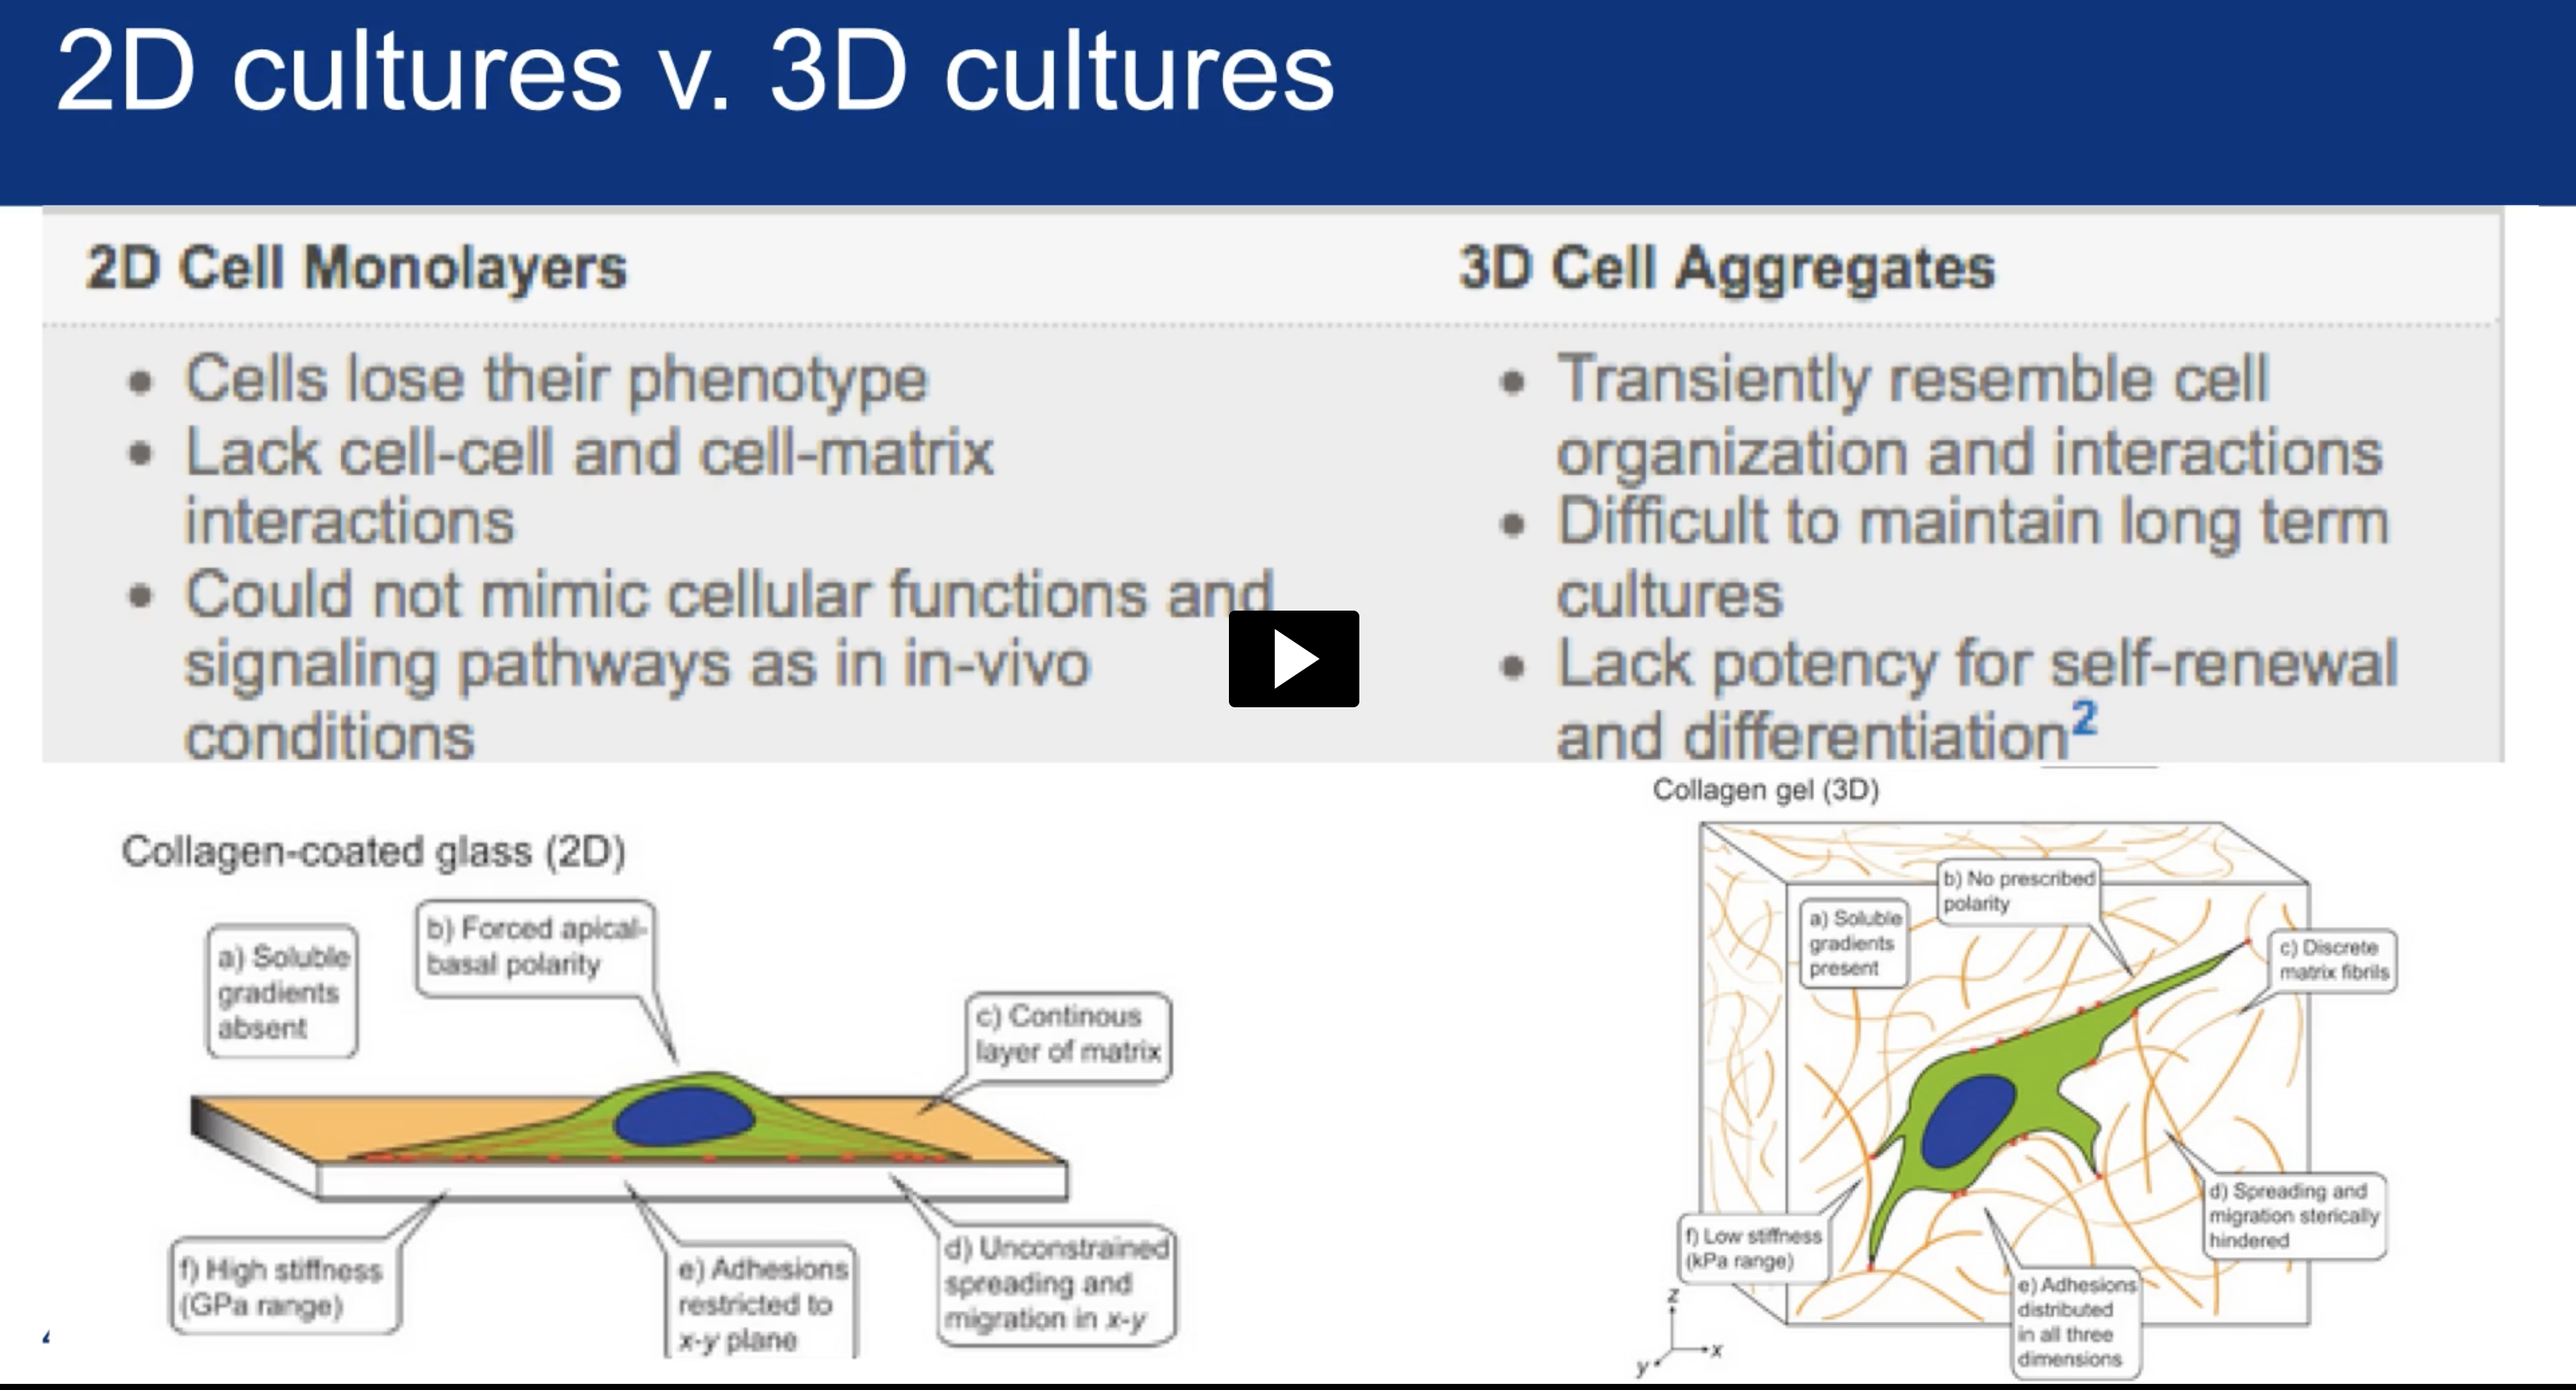 2D cultures v. 3D cultures
2D Cell Monolayers
• Cells lose their phenotype
• Lack cell-cell and cell-matrix
interactions
• Could not mimic cellular functions and
signaling pathways as in in-vivo
conditions
3D Cell Aggregates
• Transiently resemble cell
organization and interactions
• Difficult to maintain long term
cultures
• Lack potency for self-renewal
and differentiation2
Collagen-coated glass (2D)
a) Soluble
gradients
absent
b) Forced apical-
basal polarity
c) Continous
layer of matrix
f) High stiffness
(GPa range)
e) Adhesions
restricted to
x-y plane
d) Unconstrained
spreading and
migration in x-y
Collagen gel (3D)
a) Soluble
gradients
present
b) No prescribed
polarity
c) Discrete
matrix fibrils
d) Spreading and
migration sterically
hindered
f) Low stiffness
(kPa range)
e) Adhesions
distributed
in all three
dimensions
z
x
y